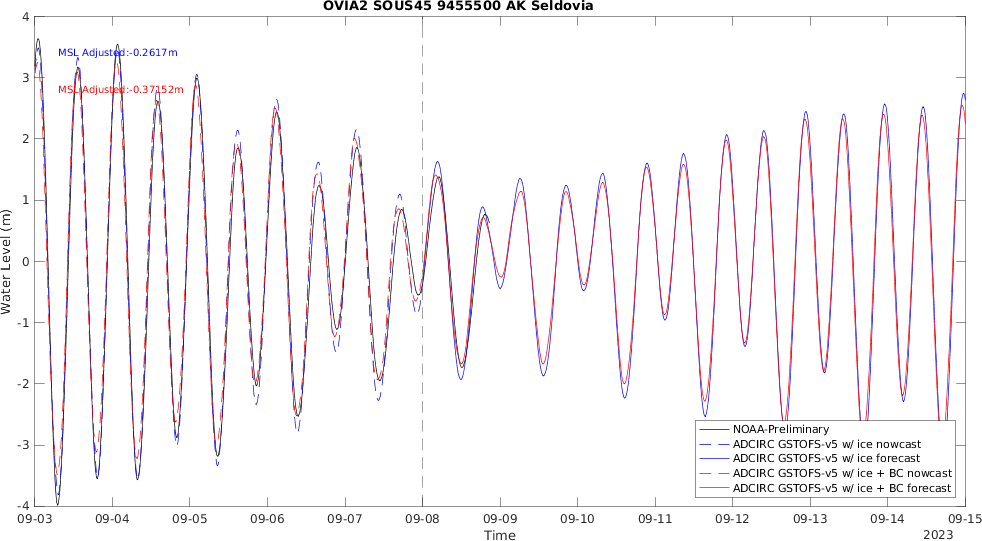 OVIA2 SOUS45 9455500 AK Seldovia
MSL Adjusted:-0.2617m
MSL Adjusted:-0.37152m
Water Level (m)
4
3
2
1
0
-1
-2
-3
-4
NOAA-Preliminary
ADCIRC GSTOFS-v5 w/ ice nowcast
ADCIRC GSTOFS-v5 w/ ice forecast
ADCIRC GSTOFS-v5 w/ ice + BC nowcast
ADCIRC GSTOFS-v5 w/ ice + BC forecast
09-03 09-04 09-05 09-06 09-07 09-08 09-09 09-10 09-11 09-12 09-13 09-14 09-15
Time
2023